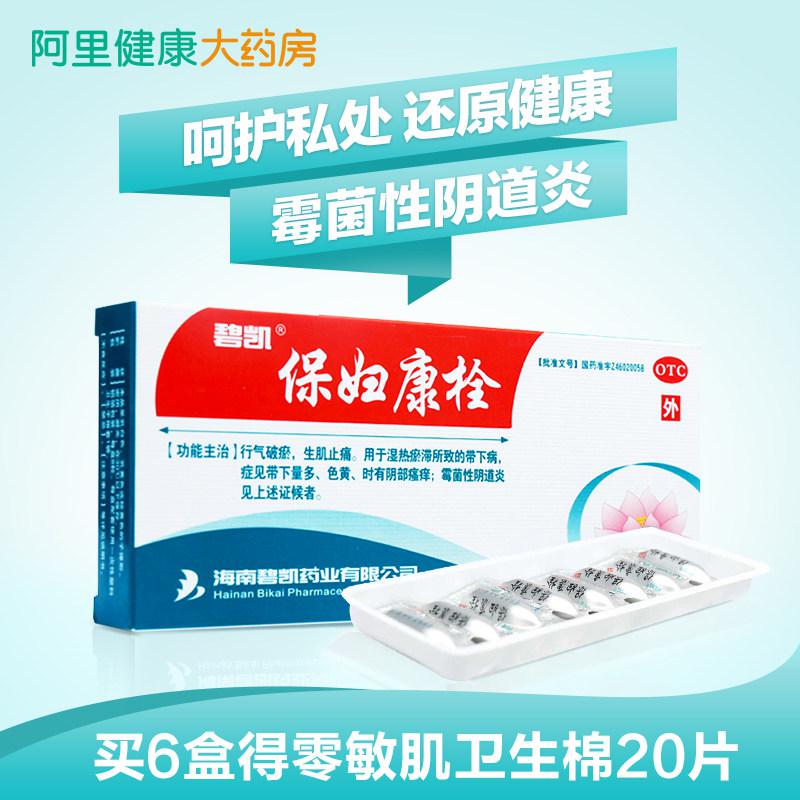 阿里健康大药房
呵护私处 还原健康
霉菌性阴道炎
碧凯®
保妇康栓
【批准文号】国药准字Z46020058
OTC
外
【功能主治】行气破瘀，生肌止痛。用于湿热瘀滞所致的带下病，
症见带下量多、色黄、时有阴部瘙痒；霉菌性阴道炎
见上述证候者。
海南碧凯药业有限公司
Hainan Bikai Pharmace
买6盒得零敏肌卫生棉20片